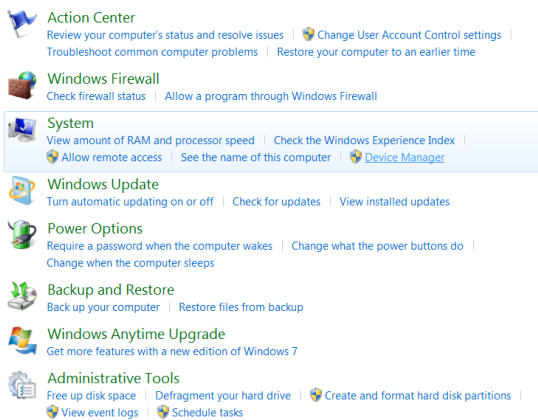 Action Center
Review your computer's status and resolve issues Change User Account Control settings
Troubleshoot common computer problems Restore your computer to an earlier time
Windows Firewall
Check firewall status Allow a program through Windows Firewall
System
View amount of RAM and processor speed Check the Windows Experience Index
Allow remote access See the name of this computer Device Manager
Windows Update
Turn automatic updating on or off Check for updates View installed updates
Power Options
Require a password when the computer wakes Change what the power buttons do
Change when the computer sleeps
Backup and Restore
Back up your computer Restore files from backup
Windows Anytime Upgrade
Get more features with a new edition of Windows 7
Administrative Tools
Free up disk space Defragment your hard drive Create and format hard disk partitions
View event logs Schedule tasks